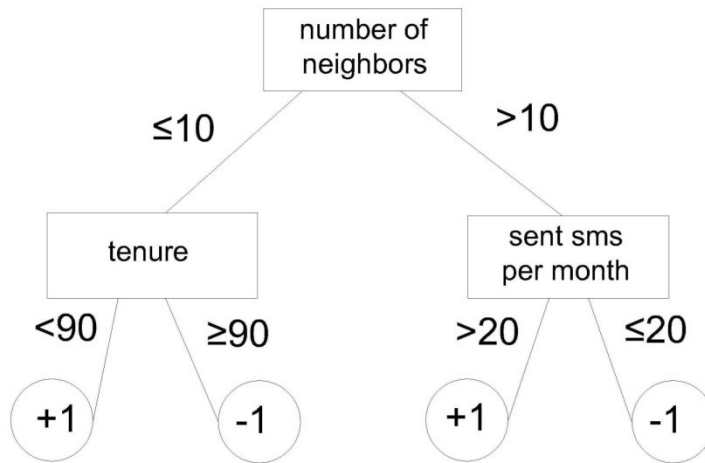 number of
neighbors
≤10
>10
tenure
sent sms
per month
<90
≥90
>20
≤20
+1
-1
+1
-1